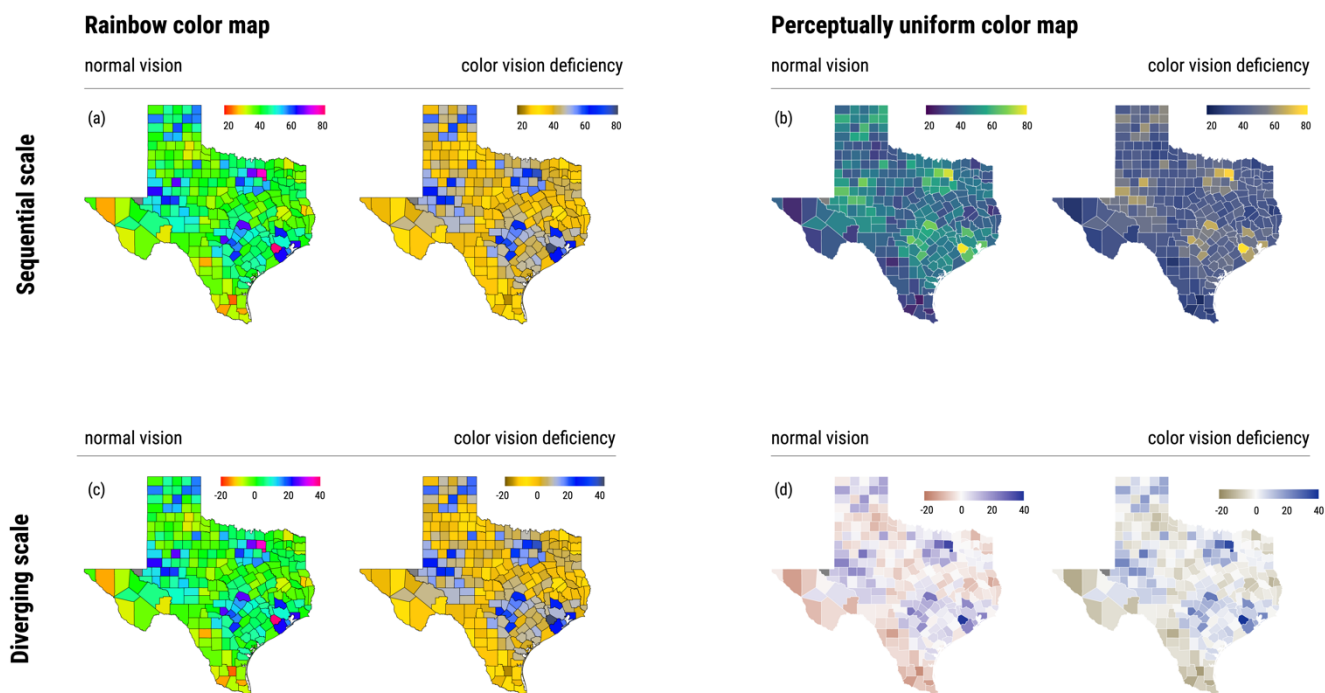 Rainbow color map
Perceptually uniform color map
normal vision
color vision deficiency
normal vision
color vision deficiency
Sequential scale
(a)
20 40 60 80
20 40 60 80
(b)
20 40 60 80
20 40 60 80
normal vision
color vision deficiency
normal vision
color vision deficiency
Diverging scale
(c)
-20 0 20 40
-20 0 20 40
(d)
-20 0 20 40
-20 0 20 40